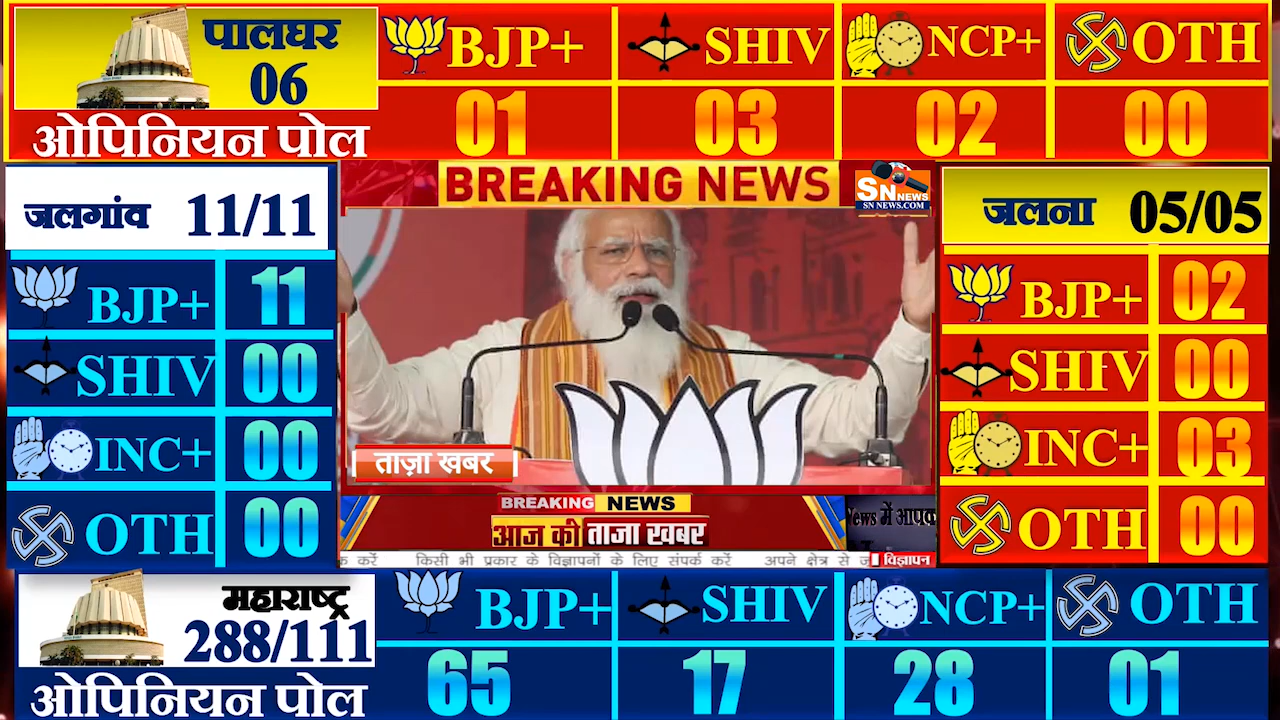 पालघर
06
ओपिनियन पोल
BJP+ SHIV NCP+ OTH
01 03 02 00
जलगांव 11/11
BJP+ 11
SHIV 00
INC+ 00
OTH 00
BREAKING NEWS
SN NEWS
SN NEWS.COM
ताज़ा खबर
BREAKING NEWS
आज की ताजा खबर
News में आपक
क करें किसी भी प्रकार के विज्ञापनों के लिए संपर्क करें अपने क्षेत्र से ज
विज्ञापन
जलना 05/05
BJP+ 02
SHIV 00
INC+ 03
OTH 00
महाराष्ट्र
288/111
ओपिनियन पोल
BJP+ SHIV NCP+ OTH
65 17 28 01